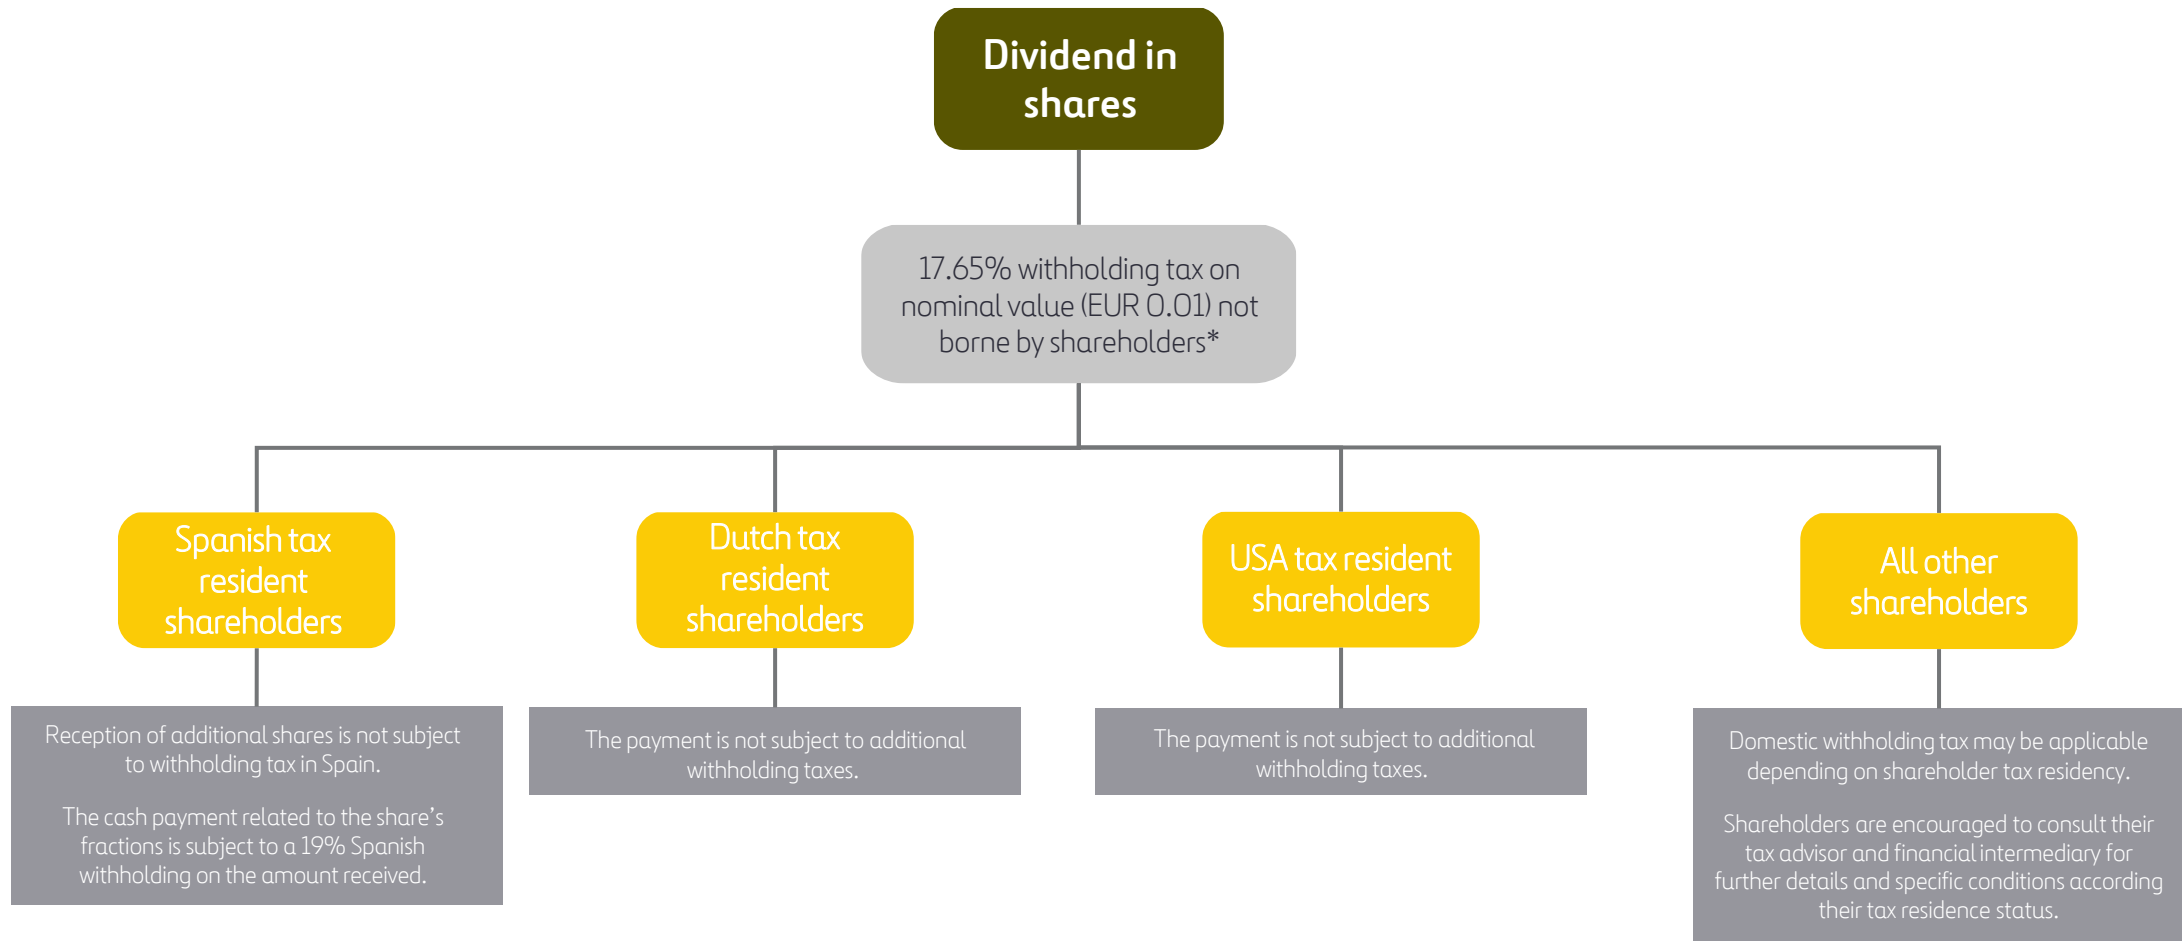 Dividend in
shares
17.65% withholding tax on
nominal value (EUR 0.01) not
borne by shareholders*
Spanish tax
resident
shareholders
Dutch tax
resident
shareholders
USA tax resident
shareholders
All other
shareholders
Reception of additional shares is not subject
to withholding tax in Spain.
The cash payment related to the share's
fractions is subject to a 19% Spanish
withholding on the amount received.
The payment is not subject to additional
withholding taxes.
The payment is not subject to additional
withholding taxes.
Domestic withholding tax may be applicable
depending on shareholder tax residency.
Shareholders are encouraged to consult their
tax advisor and financial intermediary for
further details and specific conditions according
their tax residence status.